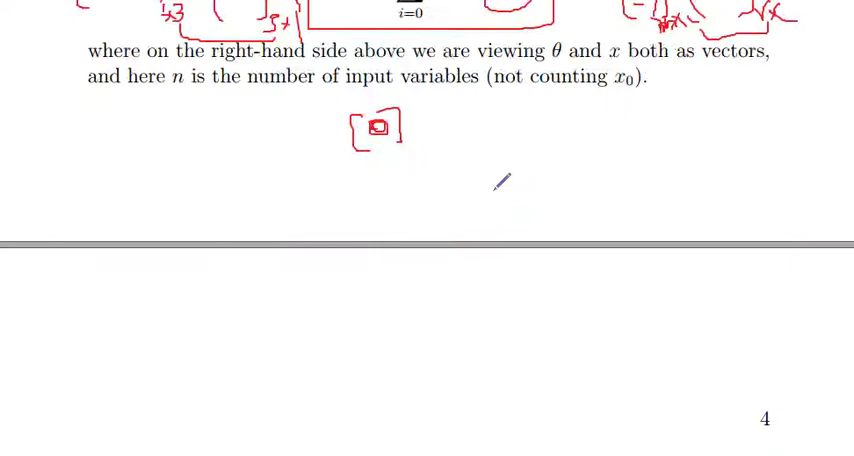 i=0
where on the right-hand side above we are viewing θ and x both as vectors,
and here n is the number of input variables (not counting x₀).
4